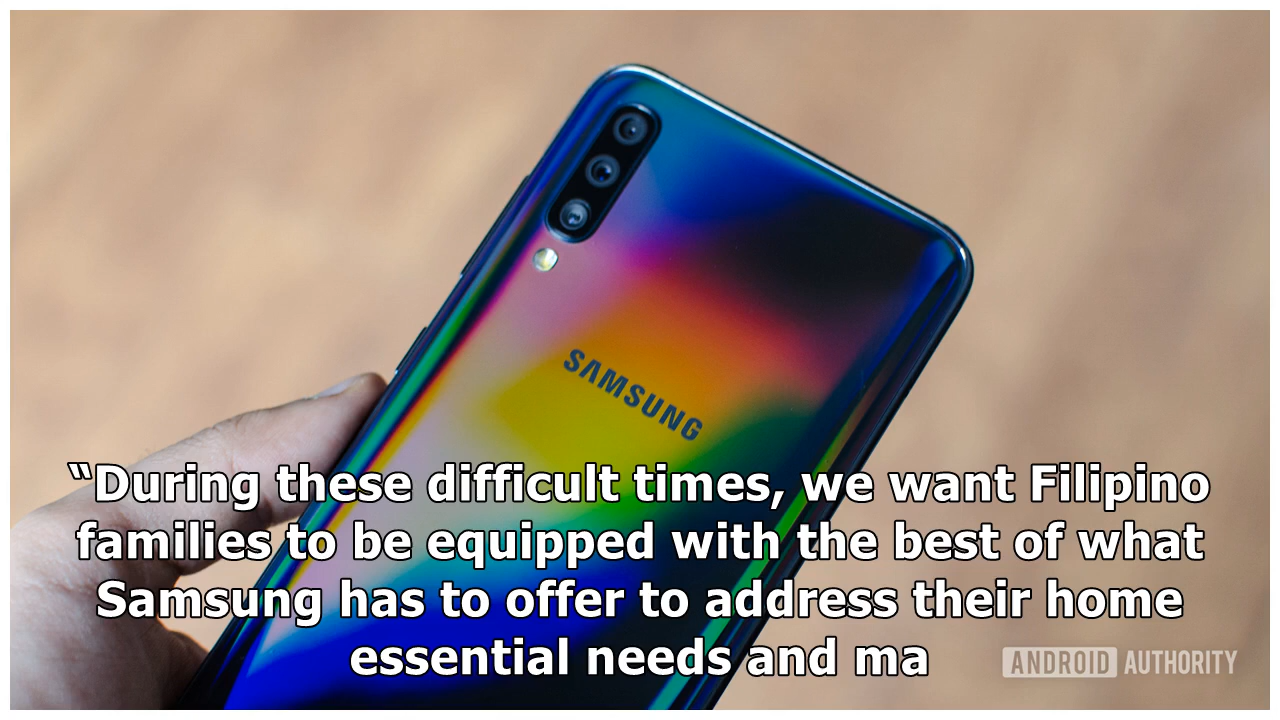 SAMSUNG
“During these difficult times, we want Filipino
families to be equipped with the best of what
Samsung has to offer to address their home
essential needs and ma
ANDROID AUTHORITY